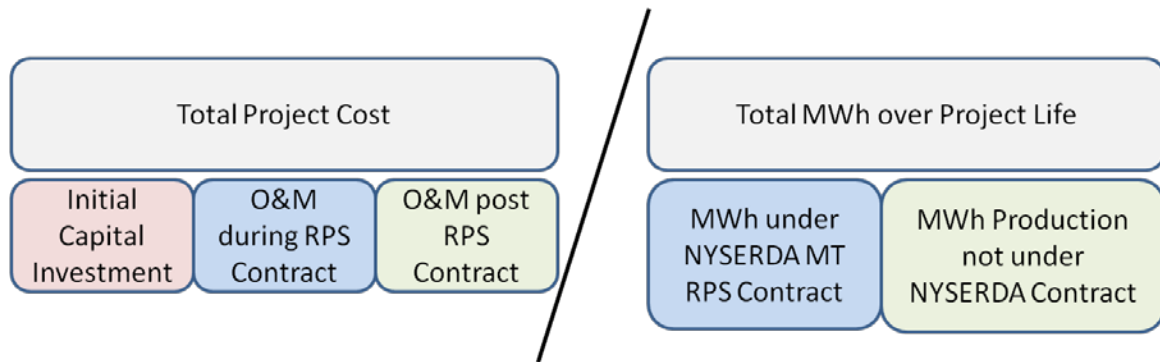 Total Project Cost
Initial
Capital
Investment
O&M
during RPS
Contract
O&M post
RPS
Contract
Total MWh over Project Life
MWh under
NYSERDA MT
RPS Contract
MWh Production
not under
NYSERDA Contract